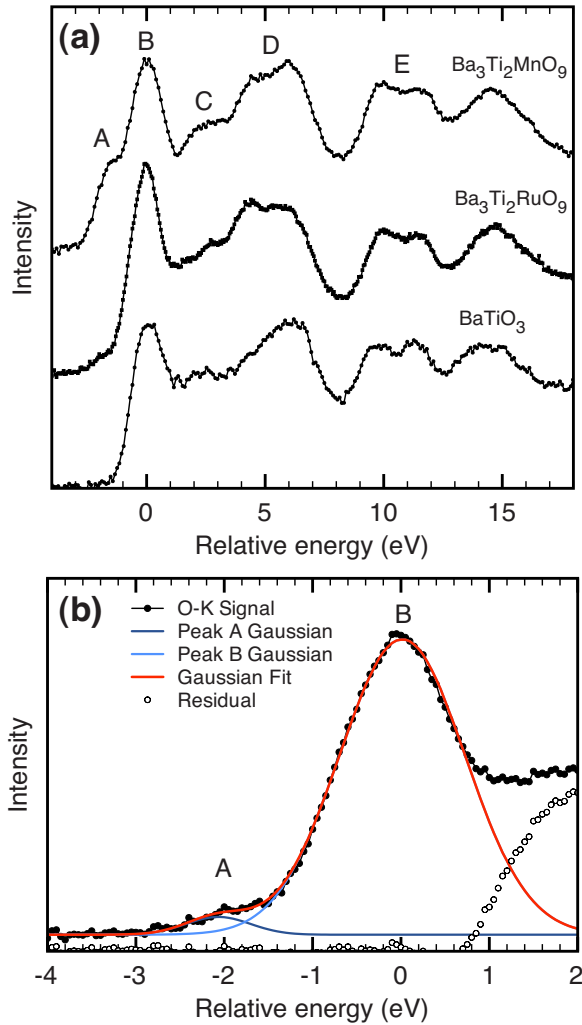 (a)
B
D
E
Ba₃Ti₂MnO₉
C
A
Ba₃Ti₂RuO₉
BaTiO₃
Intensity
0 5 10 15
Relative energy (eV)
(b)
O-K Signal
Peak A Gaussian
Peak B Gaussian
Gaussian Fit
Residual
B
A
Intensity
-4 -3 -2 -1 0 1 2
Relative energy (eV)